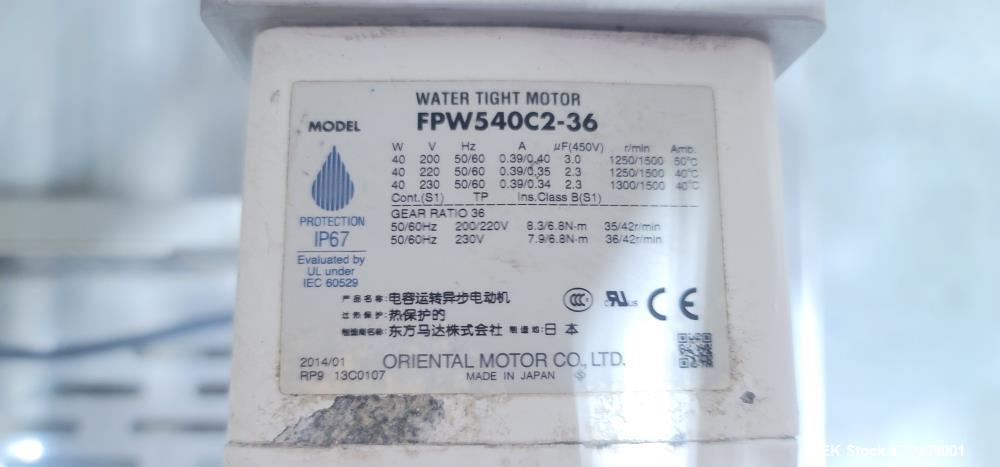 WATER TIGHT MOTOR
MODEL FPW540C2-36
W V Hz A µF(450V) r/min Amb.
40 200 50/60 0.39/0.40 3.0 1250/1500 50°C
40 220 50/60 0.39/0.35 2.3 1250/1500 40°C
40 230 50/60 0.39/0.34 2.3 1300/1500 40°C
Cont.(S1) TP Ins.Class B(S1)
GEAR RATIO 36
50/60Hz 200/220V 8.3/6.8N·m 35/42r/min
50/60Hz 230V 7.9/6.8N·m 36/42r/min
PROTECTION
IP67
Evaluated by
UL under
IEC 60529
产品名称:电容运转异步电动机
过热保护:热保护的
制造商名称:东方马达株式会社 制造地:日本
CCC c UL us CE
2014/01 ORIENTAL MOTOR CO., LTD.
RP9 13C0107 MADE IN JAPAN S
EK Stock #72428001